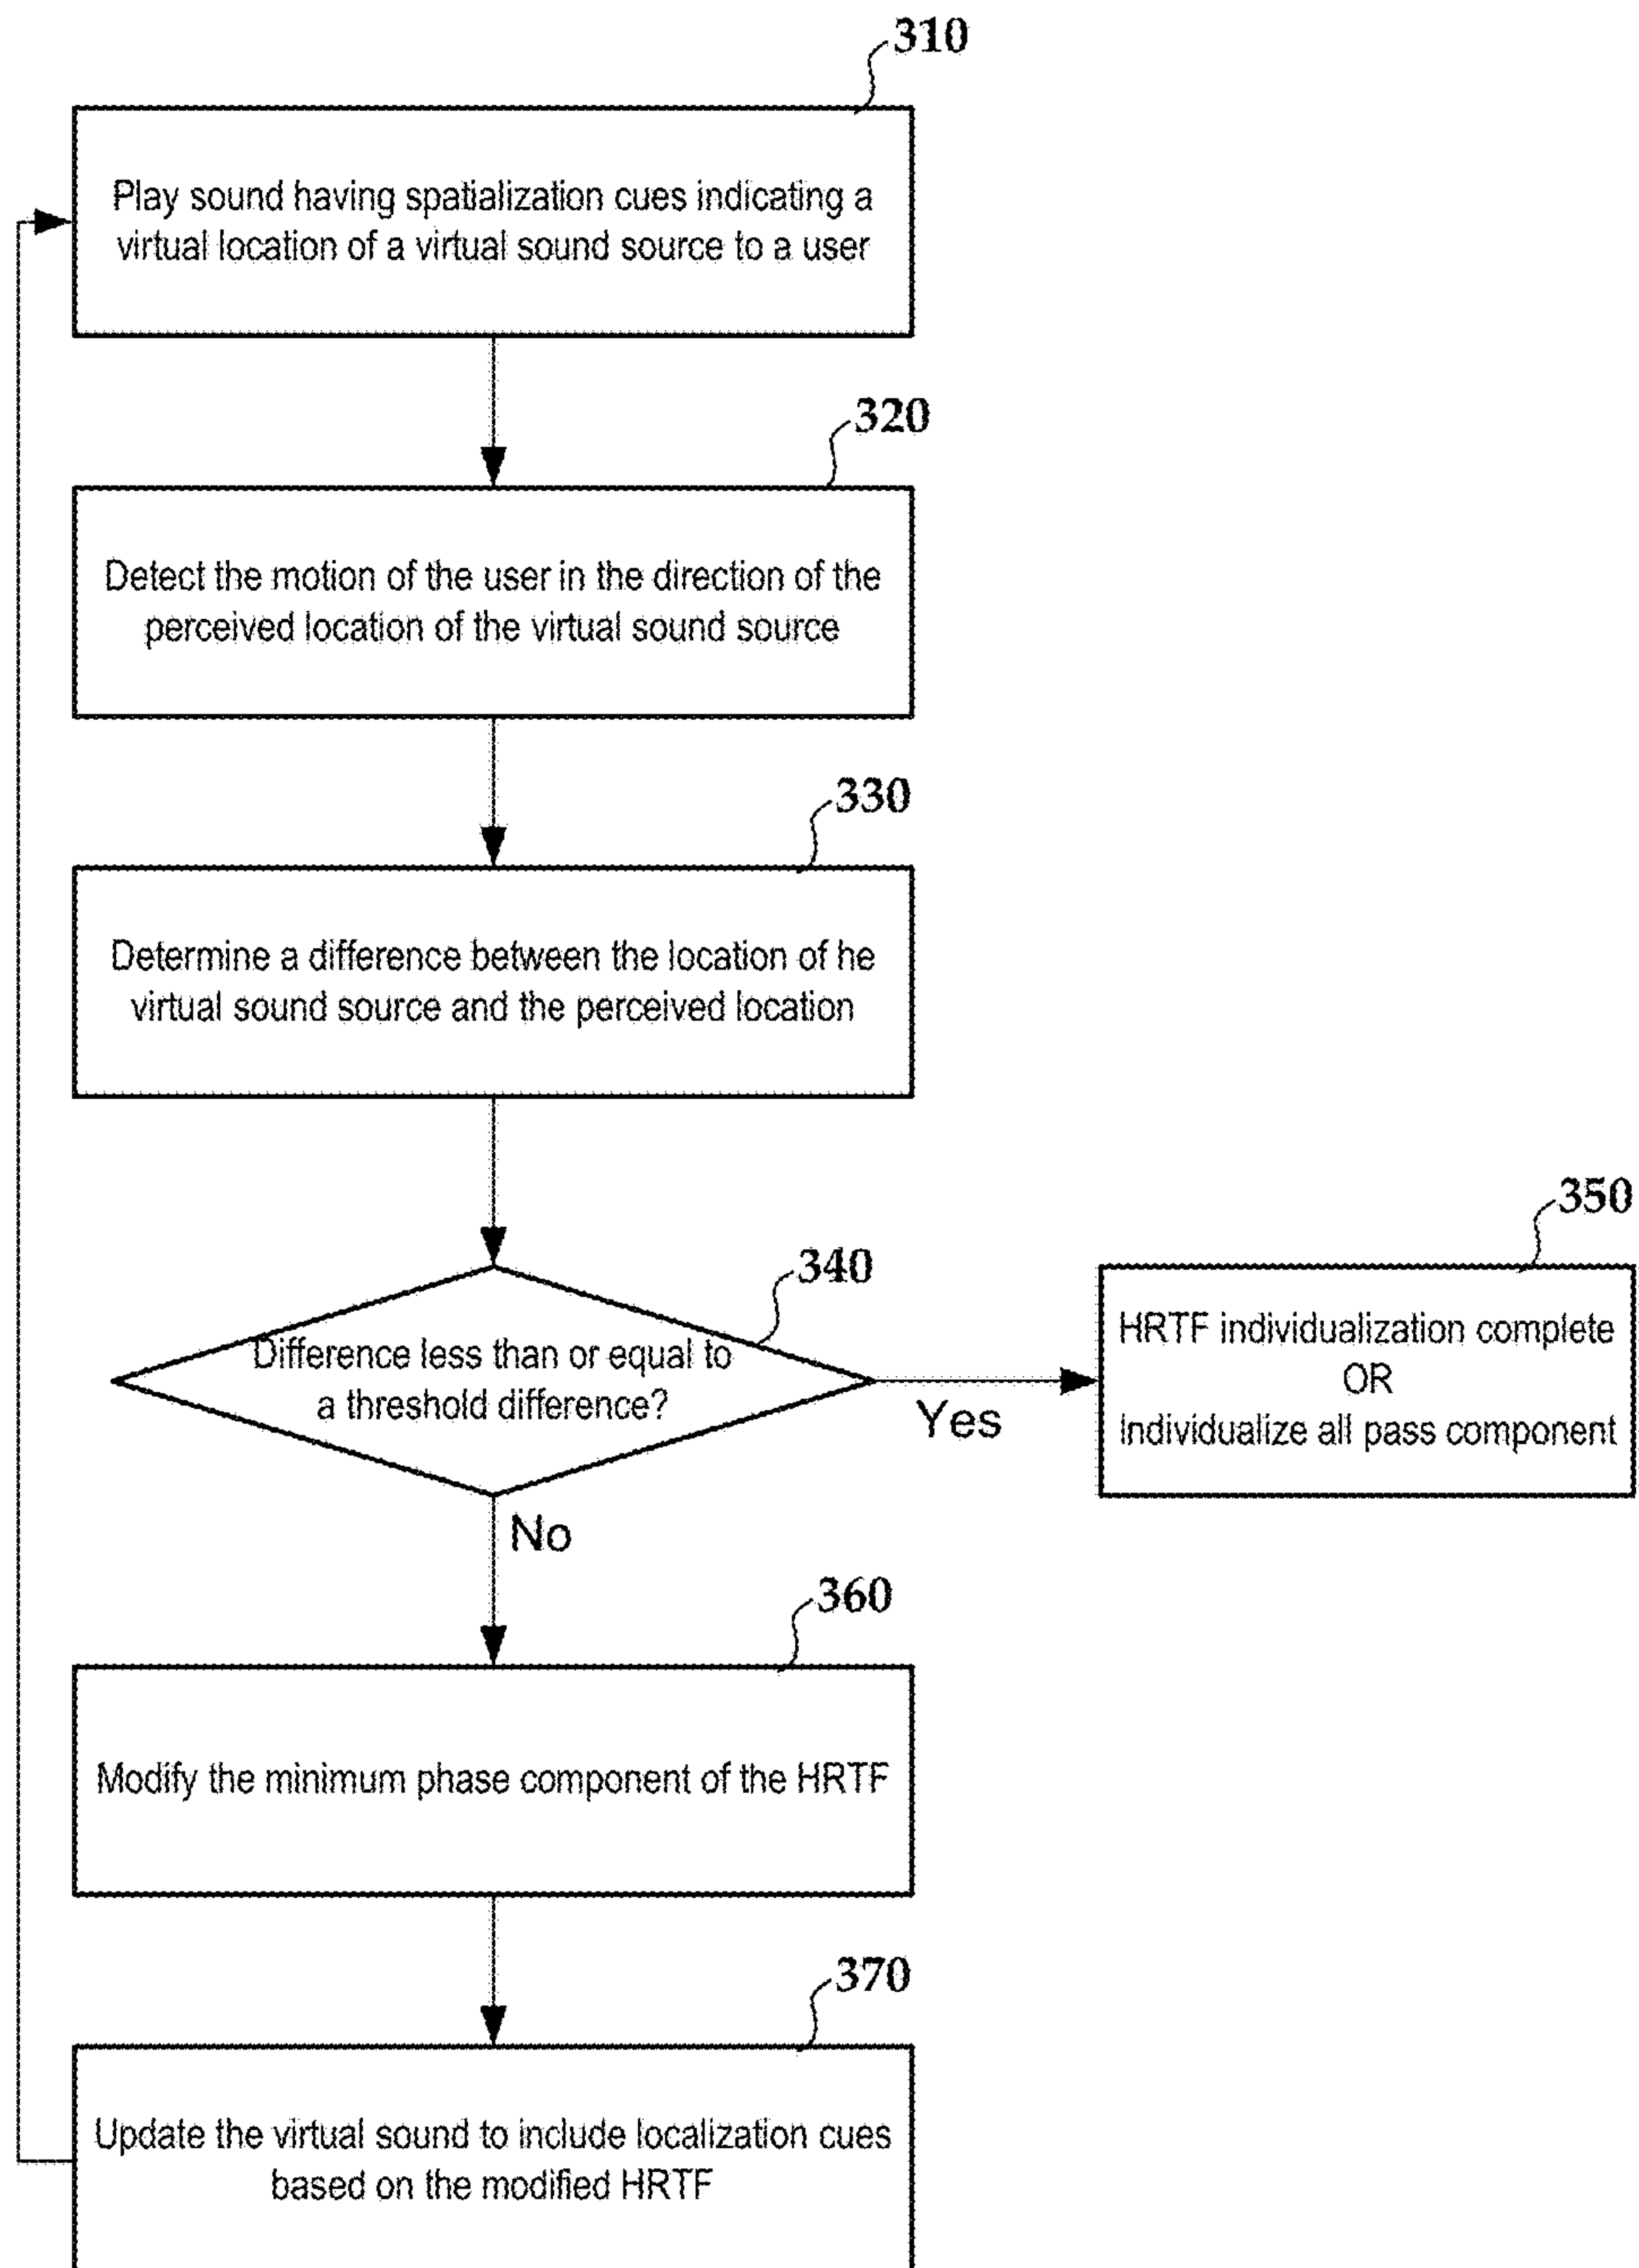 310
Play sound having spatialization cues indicating a
virtual location of a virtual sound source to a user
320
Detect the motion of the user in the direction of the
perceived location of the virtual sound source
330
Determine a difference between the location of he
virtual sound source and the perceived location
340
Difference less than or equal to
a threshold difference?
Yes
350
HRTF individualization complete
OR
Individualize all pass component
No
360
Modify the minimum phase component of the HRTF
370
Update the virtual sound to include localization cues
based on the modified HRTF